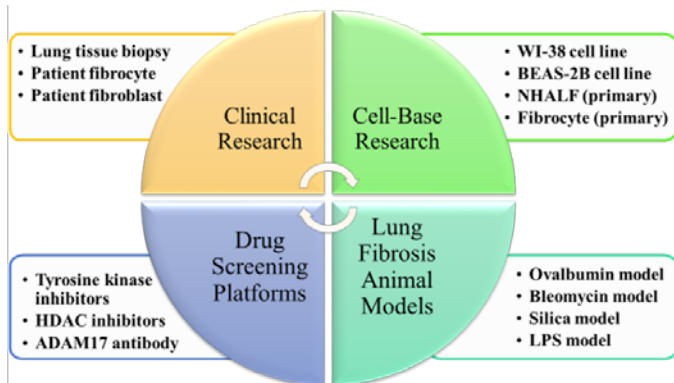 • Lung tissue biopsy
• Patient fibrocyte
• Patient fibroblast
Clinical
Research
Cell-Base
Research
• WI-38 cell line
• BEAS-2B cell line
• NHALF (primary)
• Fibrocyte (primary)
• Tyrosine kinase
inhibitors
• HDAC inhibitors
• ADAM17 antibody
Drug
Screening
Platforms
Lung
Fibrosis
Animal
Models
• Ovalbumin model
• Bleomycin model
• Silica model
• LPS model